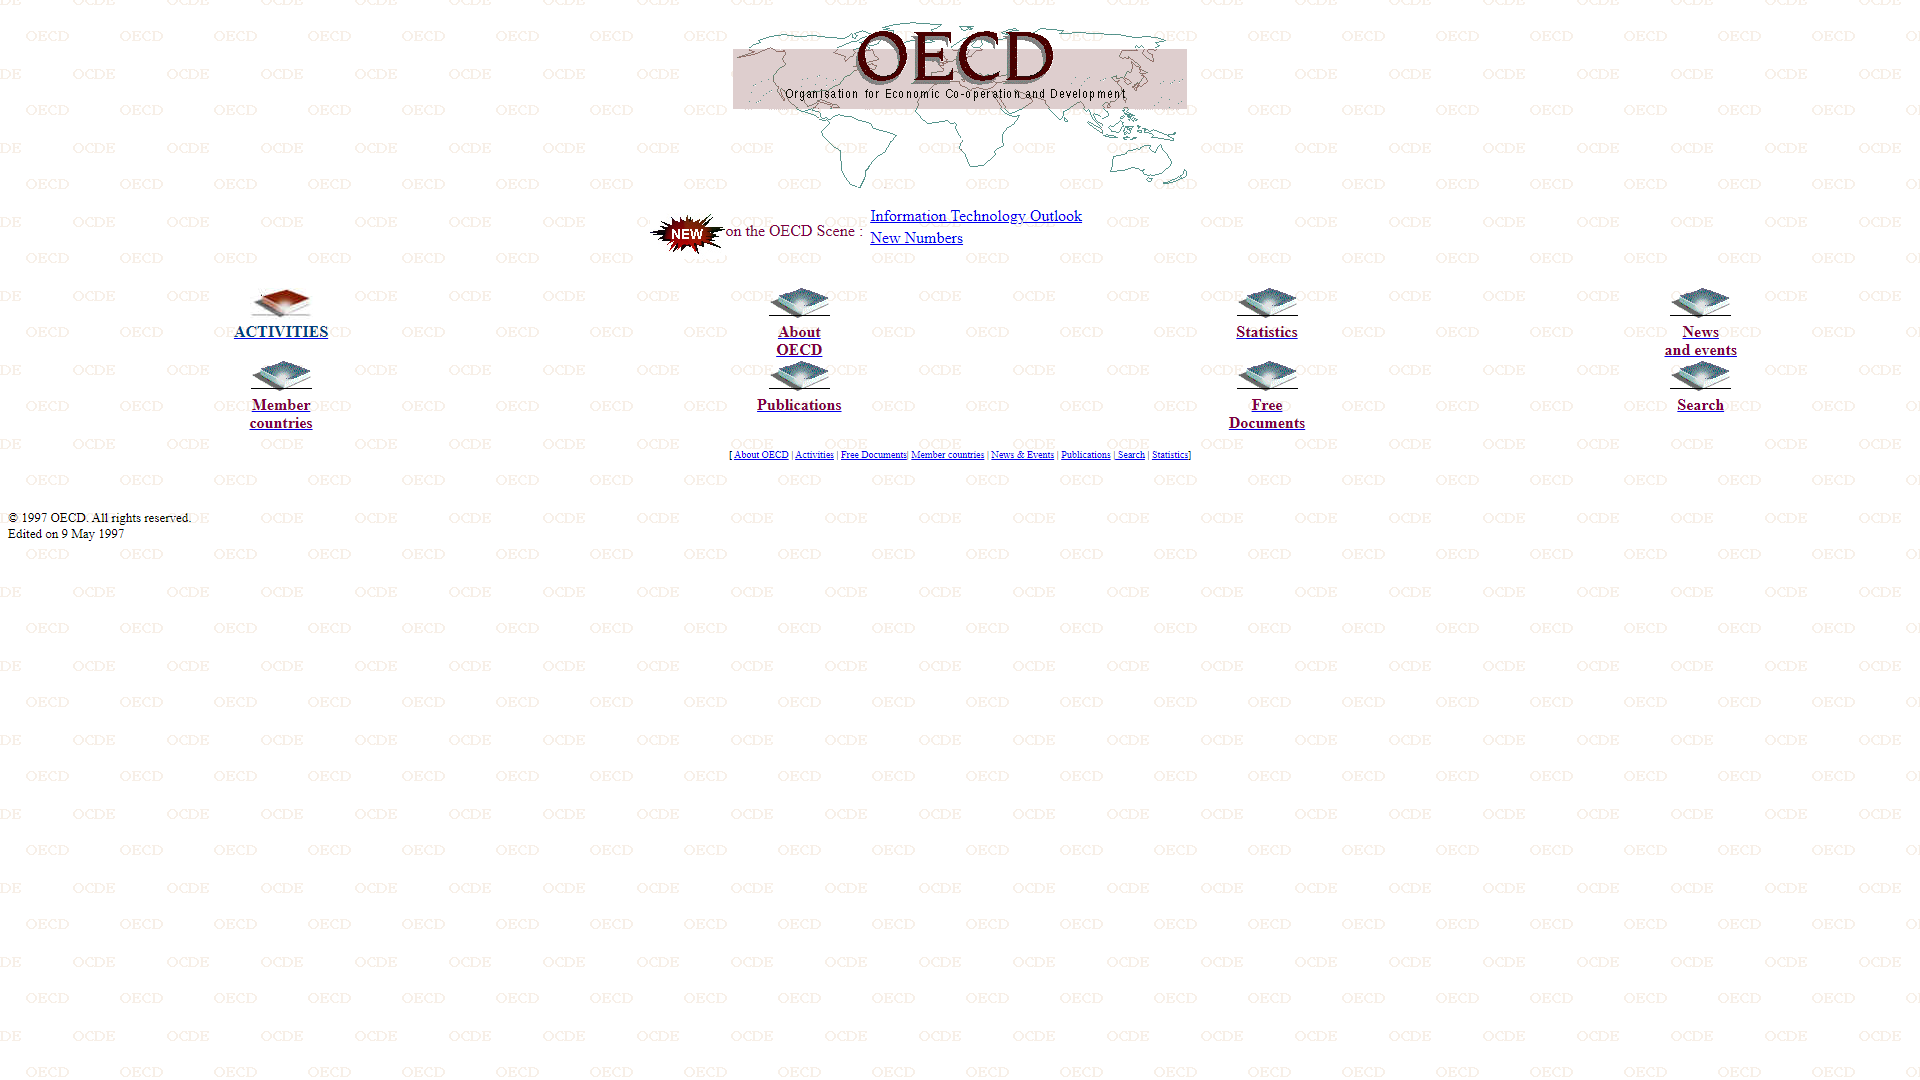 OECD
Organisation for Economic Co-operation and Development
NEW on the OECD Scene :
Information Technology Outlook
New Numbers
ACTIVITIES
About
OECD
Statistics
News
and events
Member
countries
Publications
Free
Documents
Search
[ About OECD | Activities | Free Documents| Member countries | News & Events | Publications | Search | Statistics]
© 1997 OECD. All rights reserved.
Edited on 9 May 1997